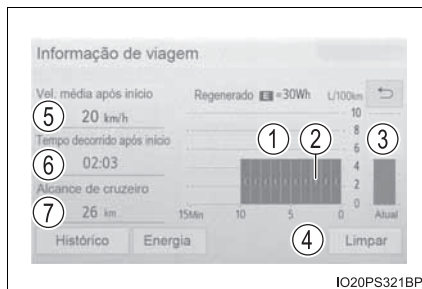 Informação de viagem
Vel. média após início
Regenerado E =30Wh
L/100km
5
20 km/h
10
8
6
4
2
0
1
2
3
Tempo decorrido após início
6
02:03
Alcance de cruzeiro
7
26 km
15Min 10 5 0 Atual
Histórico
Energia
4
Limpar
IO20PS321BP